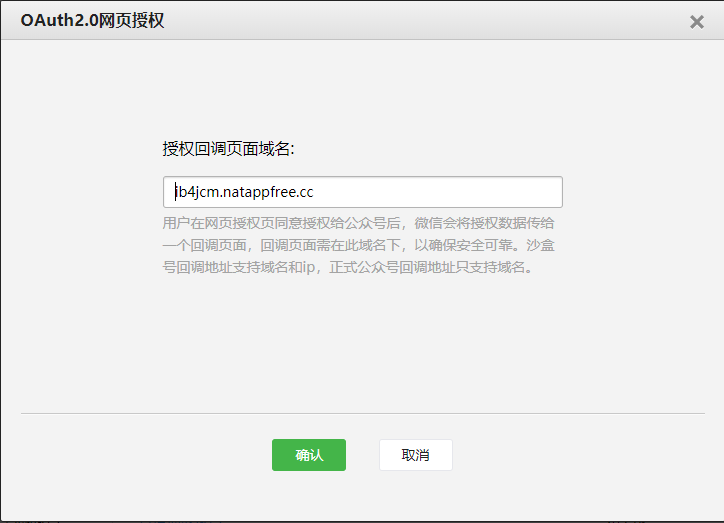 OAuth2.0网页授权
授权回调页面域名:
ib4jcm.natappfree.cc
用户在网页授权页同意授权给公众号后，微信会将授权数据传给
一个回调页面，回调页面需在此域名下，以确保安全可靠。沙盒
号回调地址支持域名和ip，正式公众号回调地址只支持域名。
确认
取消